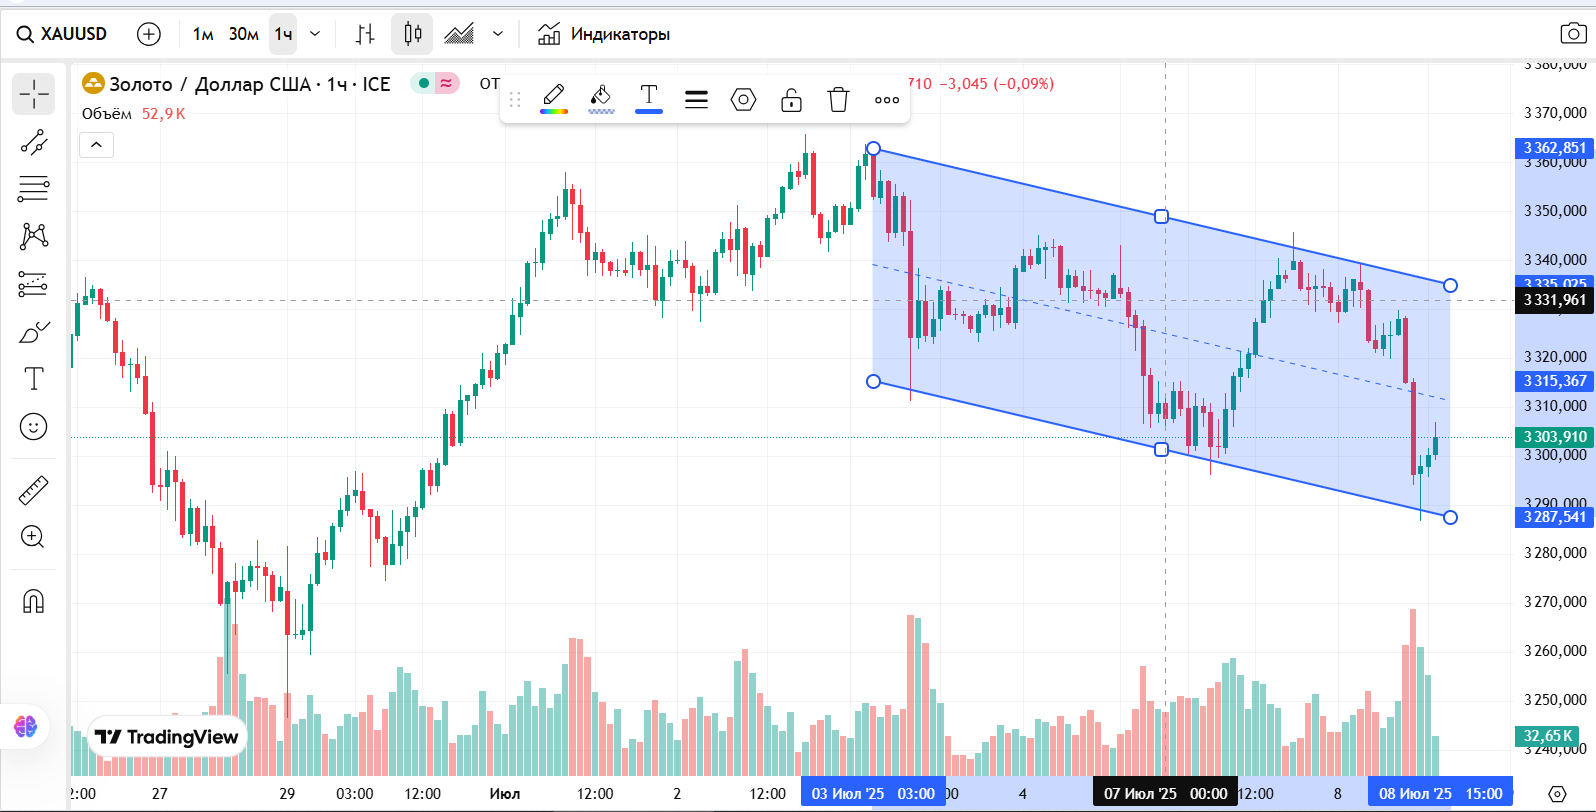 XAUUSD 1м 30м 1ч Индикаторы
Золото / Доллар США · 1ч · ICE ОТ 710 −3,045 (−0,09%)
Объём 52,9 K
T
3 380,000
3 370,000
3 362,851
3 360,000
3 350,000
3 340,000
3 335,025
3 331,961
3 320,000
3 315,367
3 310,000
3 303,910
3 300,000
3 290,000
3 287,541
3 280,000
3 270,000
3 260,000
3 250,000
32,65 K
3 240,000
TradingView
2:00 27 29 03:00 12:00 Июл 12:00 2 12:00 03 Июл '25 03:00 00 4 07 Июл '25 00:00 12:00 8 08 Июл '25 15:00